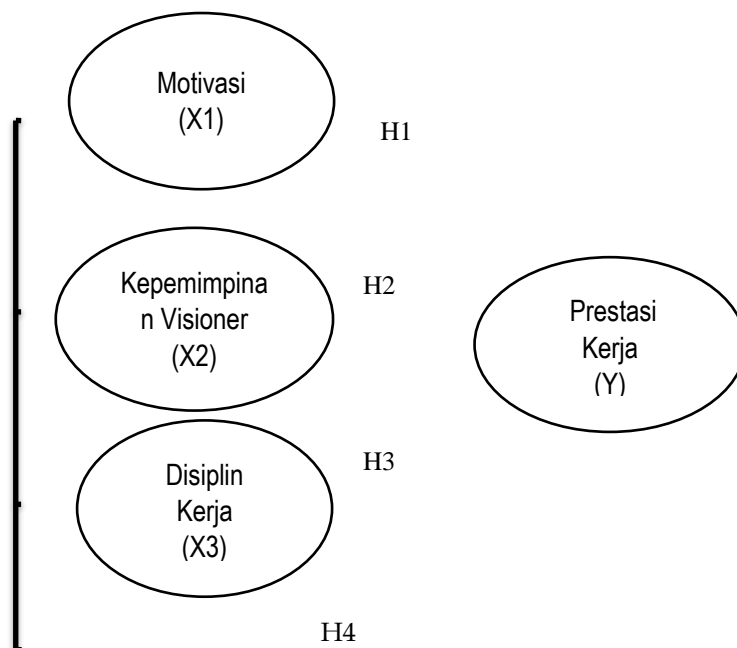 Motivasi
(X1)
H1
Kepemimpina
n Visioner
(X2)
H2
Prestasi
Kerja
(Y)
Disiplin
Kerja
(X3)
H3
H4